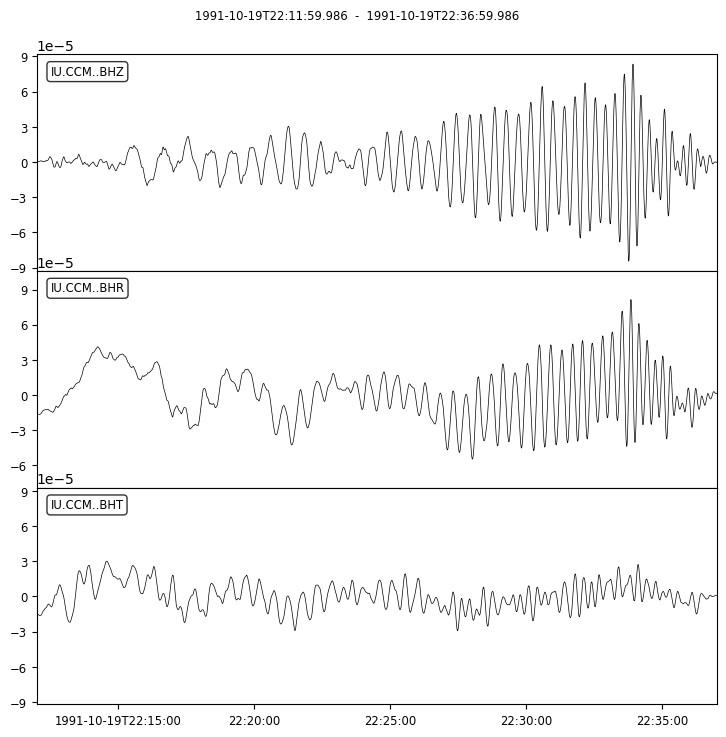 1991-10-19T22:11:59.986 - 1991-10-19T22:36:59.986
1e−5
IU.CCM..BHZ
9
6
3
0
−3
−6
−9
1e−5
IU.CCM..BHR
9
6
3
0
−3
−6
1e−5
IU.CCM..BHT
9
6
3
0
−3
−6
−9
1991-10-19T22:15:00 22:20:00 22:25:00 22:30:00 22:35:00